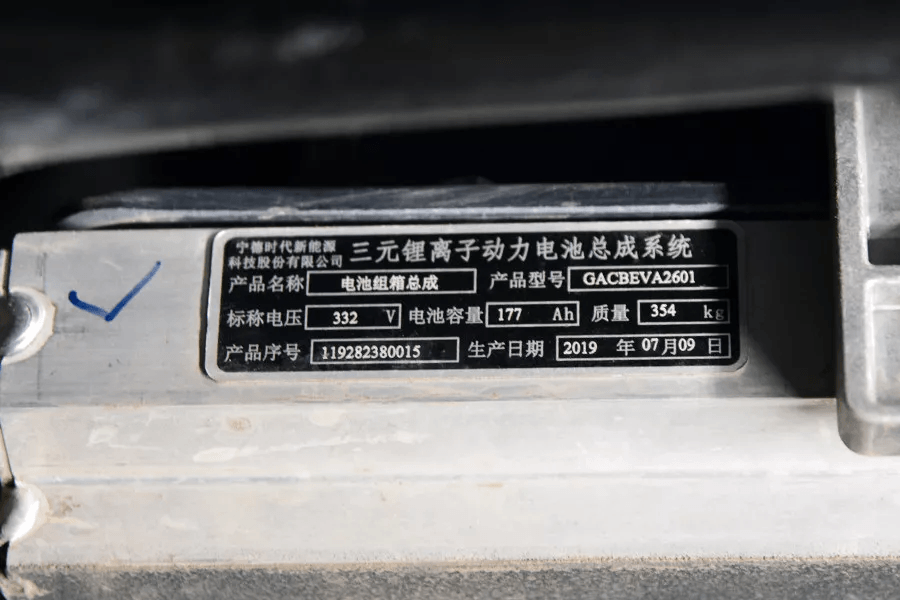 宁德时代新能源
科技股份有限公司 三元锂离子动力电池总成系统
产品名称 电池组箱总成 产品型号 GACBEVA2601
标称电压 332 V 电池容量 177 Ah 质量 354 kg
产品序号 119282380015 生产日期 2019 年 07 月 09 日